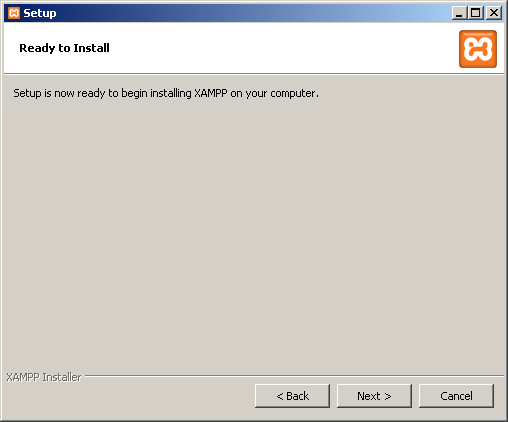 Setup
Ready to Install
Setup is now ready to begin installing XAMPP on your computer.
XAMPP Installer
< Back
Next >
Cancel